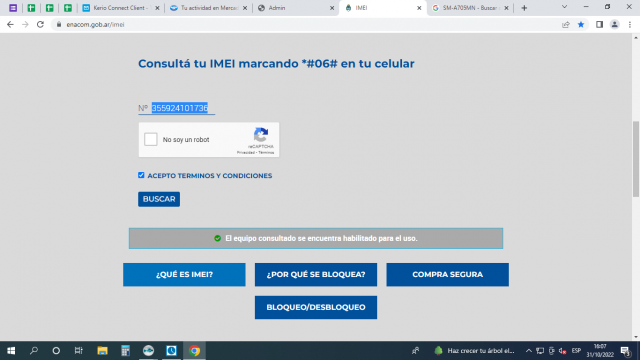 Kerio Connect Client -
Tu actividad en Mercad
Admin
IMEI
SM-A705MN - Buscar
enacom.gob.ar/imei
Consultá tu IMEI marcando *#06# en tu celular
Nº 355924101736
No soy un robot
reCAPTCHA
Privacidad - Términos
ACEPTO TERMINOS Y CONDICIONES
BUSCAR
El equipo consultado se encuentra habilitado para el uso.
¿QUÉ ES IMEI?
¿POR QUÉ SE BLOQUEA?
COMPRA SEGURA
BLOQUEO/DESBLOQUEO
Haz crecer tu árbol el...
ESP
16:07
31/10/2022